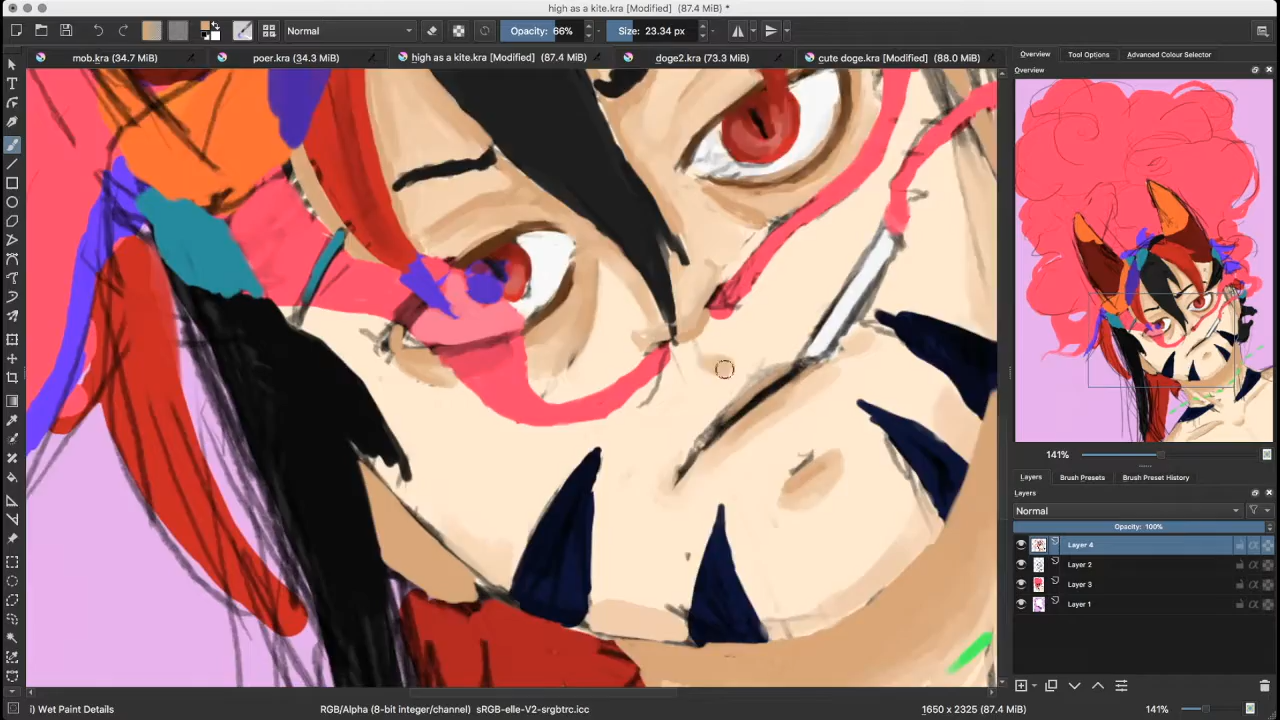 high as a kite.kra [Modified] (87.4 MiB) *
Normal
Opacity: 66%
Size: 23.34 px
mob.kra (34.7 MiB)
poer.kra (34.3 MiB)
high as a kite.kra [Modified] (87.4 MiB)
doge2.kra (73.3 MiB)
cute doge.kra [Modified] (88.0 MiB)
Overview
Tool Options
Advanced Colour Selector
Overview
141%
Layers
Brush Presets
Brush Preset History
Layers
Normal
Opacity: 100%
Layer 4
Layer 2
Layer 3
Layer 1
i) Wet Paint Details
RGB/Alpha (8-bit integer/channel) sRGB-elle-V2-srgbtrc.icc
1650 x 2325 (87.4 MiB)
141%